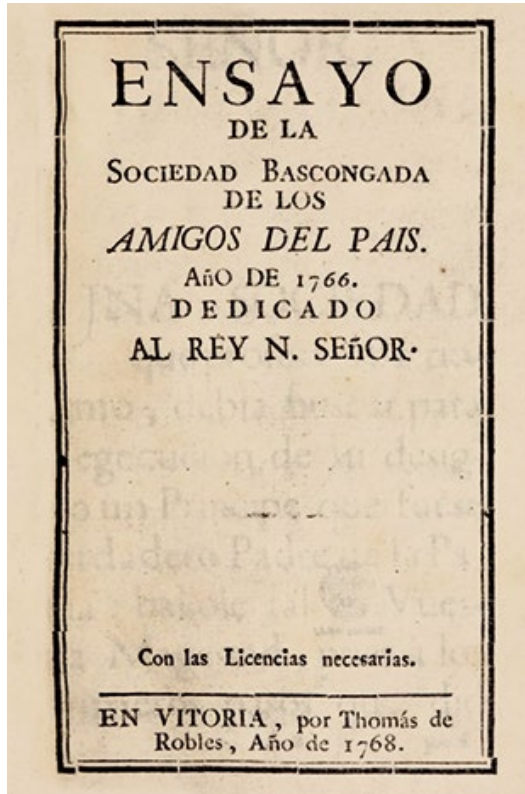 ENSAYO
DE LA
SOCIEDAD BASCONGADA
DE LOS
AMIGOS DEL PAIS.
AñO DE 1766.
DEDICADO
AL REY N. SEñOR.
Con las Licencias necesarias.
EN VITORIA, por Thomás de
Robles, Año de 1768.